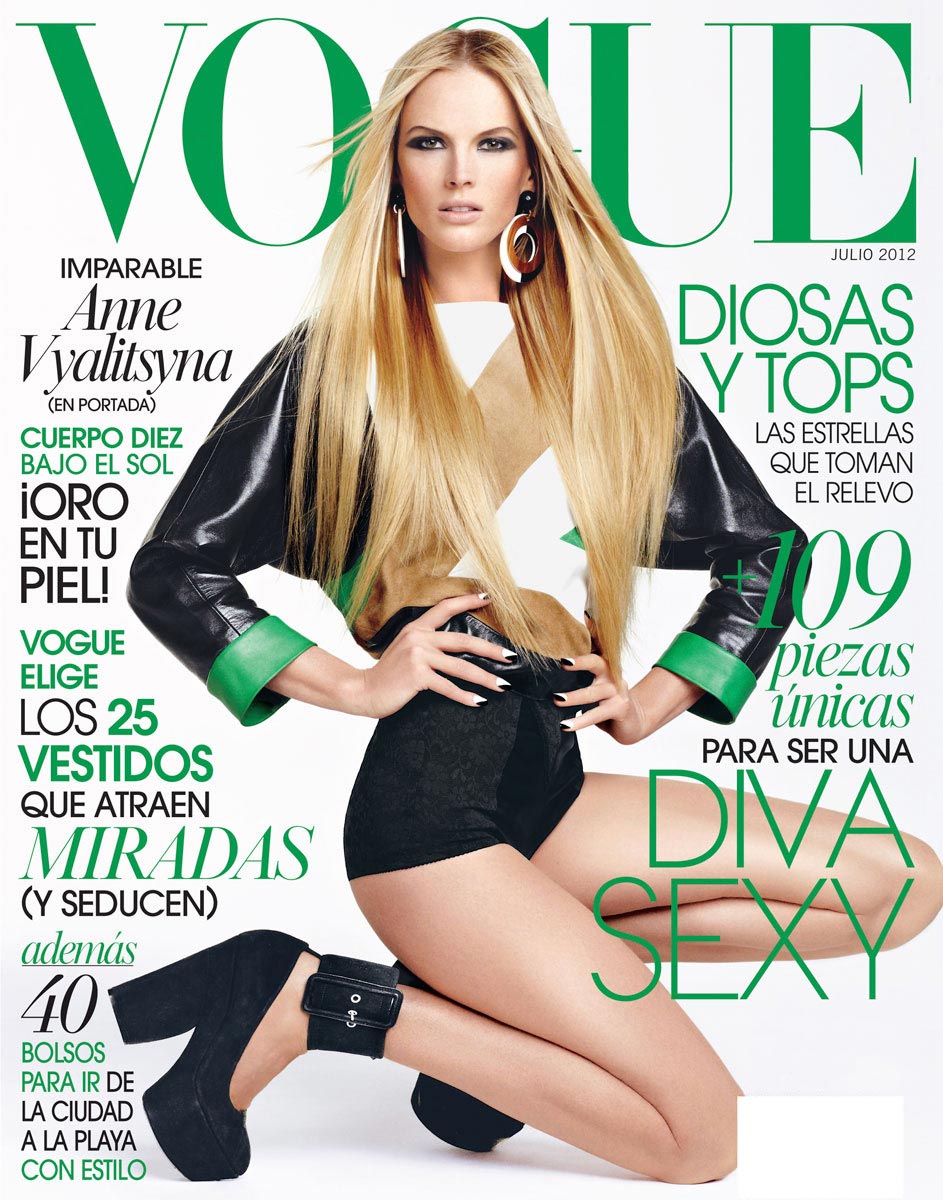 VOGUE
JULIO 2012
IMPARABLE
Anne
Vyalitsyna
(EN PORTADA)
CUERPO DIEZ
BAJO EL SOL
¡ORO
EN TU
PIEL!
VOGUE
ELIGE
LOS 25
VESTIDOS
QUE ATRAEN
MIRADAS
(Y SEDUCEN)
además
40
BOLSOS
PARA IR DE
LA CIUDAD
A LA PLAYA
CON ESTILO
DIOSAS
Y TOPS
LAS ESTRELLAS
QUE TOMAN
EL RELEVO
+109
piezas
únicas
PARA SER UNA
DIVA
SEXY